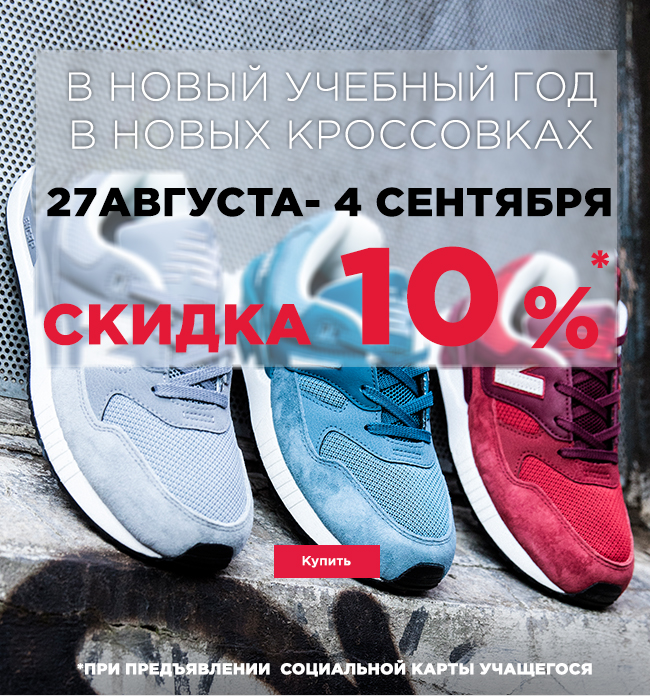 В НОВЫЙ УЧЕБНЫЙ ГОД
В НОВЫХ КРОССОВКАХ
27АВГУСТА- 4 СЕНТЯБРЯ
СКИДКА 10 %*
Купить
*ПРИ ПРЕДЪЯВЛЕНИИ СОЦИАЛЬНОЙ КАРТЫ УЧАЩЕГОСЯ